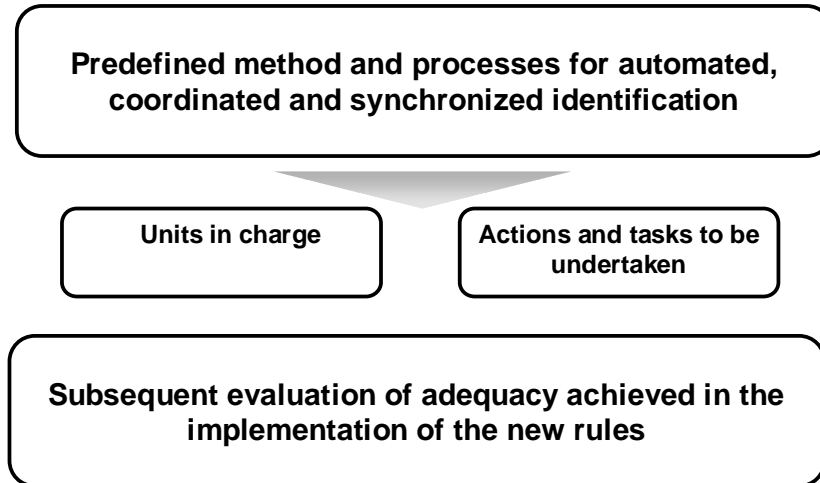 Predefined method and processes for automated,
coordinated and synchronized identification
Units in charge
Actions and tasks to be
undertaken
Subsequent evaluation of adequacy achieved in the
implementation of the new rules